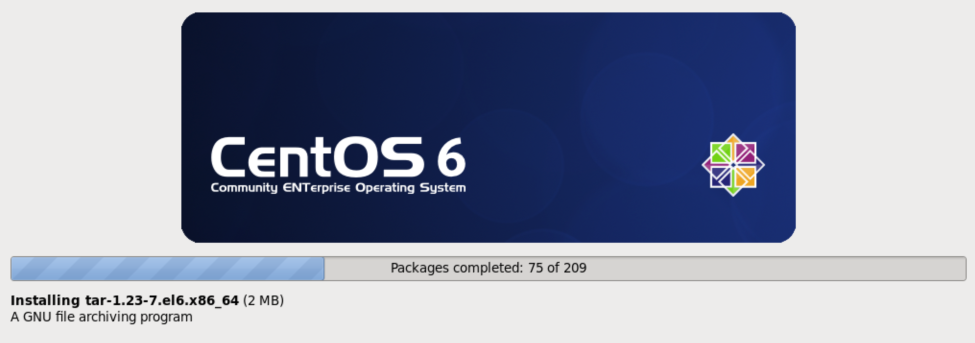 CentOS 6
Community ENTerprise Operating System
Packages completed: 75 of 209
Installing tar-1.23-7.el6.x86_64 (2 MB)
A GNU file archiving program